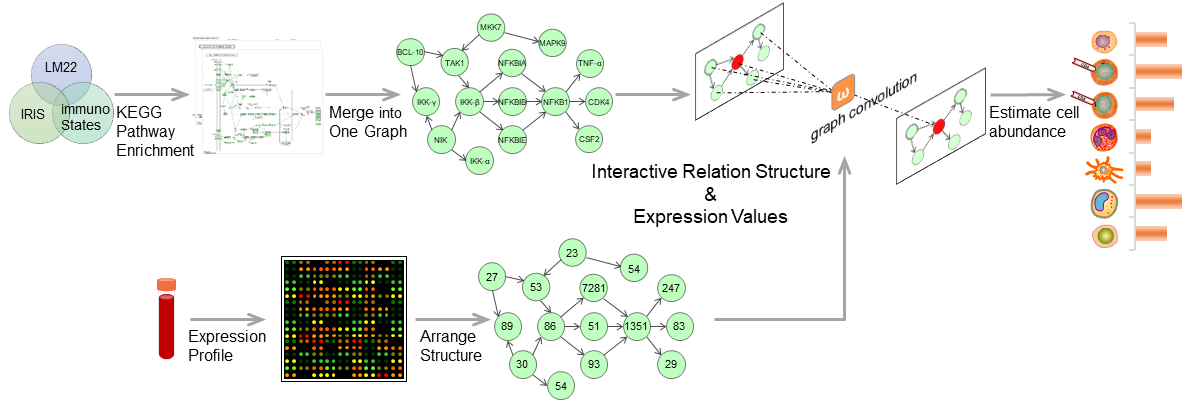 LM22
IRIS
immuno
States
KEGG
Pathway
Enrichment
Merge into
One Graph
MKK7
BCL-10
MAPK9
TAK1
NFKBIA
TNF-α
IKK-γ
IKK-β
NFKBIB
NFKB1
CDK4
NIK
NFKBIE
CSF2
IKK-α
ω
graph convolution
Estimate cell
abundance
Interactive Relation Structure
&
Expression Values
Expression
Profile
Arrange
Structure
23
27
54
53
7281
247
89
86
51
1351
83
30
93
29
54